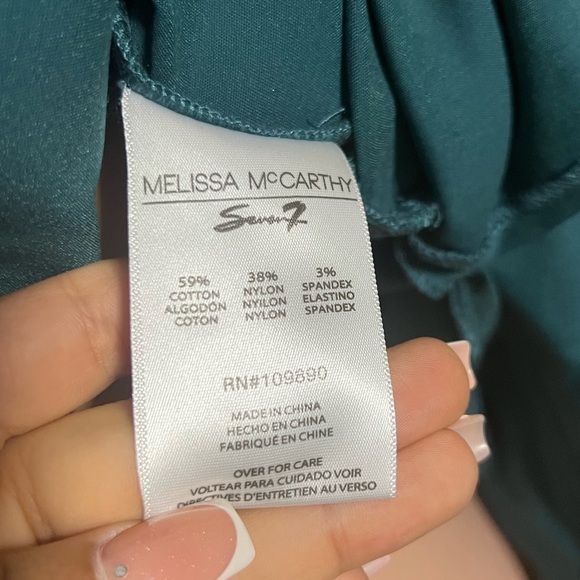 MELISSA McCARTHY
Seven7
59% 38% 3%
COTTON NYLON SPANDEX
ALGODÓN NYILON ELASTINO
COTON NYLON SPANDEX
RN#109890
MADE IN CHINA
HECHO EN CHINA
FABRIQUÉ EN CHINE
OVER FOR CARE
VOLTEAR PARA CUIDADO VOIR
DIRECTIVES D'ENTRETIEN AU VERSO